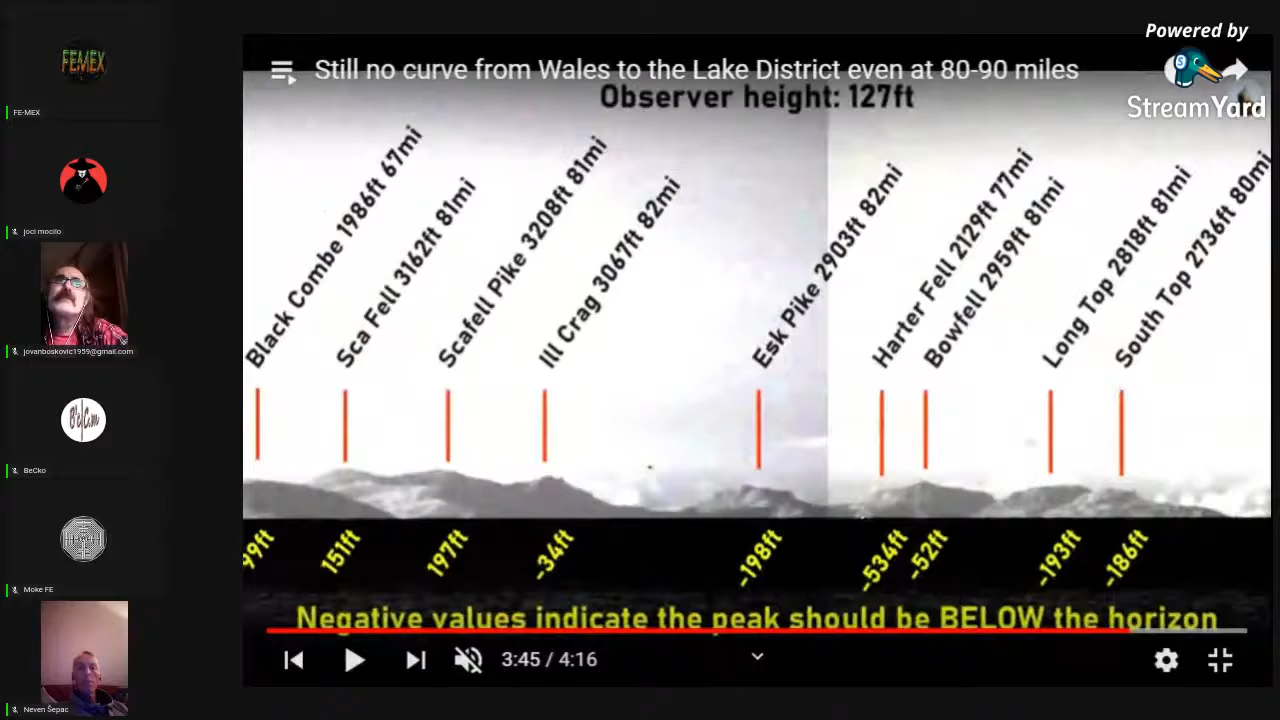 Powered by
StreamYard
Still no curve from Wales to the Lake District even at 80-90 miles
Observer height: 127ft
Black Combe 1986ft 67mi
Sca Fell 3162ft 81mi
Scafell Pike 3208ft 81mi
Ill Crag 3067ft 82mi
Esk Pike 2903ft 82mi
Harter Fell 2129ft 77mi
Bowfell 2959ft 81mi
Long Top 2818ft 81mi
South Top 2736ft 80mi
99ft
151ft
197ft
-34ft
-198ft
-534ft
-52ft
-193ft
-186ft
Negative values indicate the peak should be BELOW the horizon
3:45 / 4:16
FEMEX
FE-MEX
joci mocilo
jovanboskovic1959@gmail.com
BeCko
Moke FE
Neven Šepac